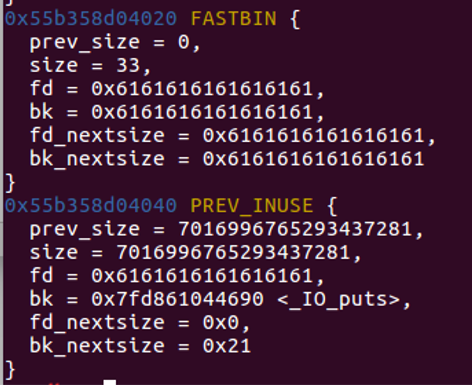 0x55b358d04020 FASTBIN {
prev_size = 0,
size = 33,
fd = 0x6161616161616161,
bk = 0x6161616161616161,
fd_nextsize = 0x6161616161616161,
bk_nextsize = 0x6161616161616161
}
0x55b358d04040 PREV_INUSE {
prev_size = 7016996765293437281,
size = 7016996765293437281,
fd = 0x6161616161616161,
bk = 0x7fd861044690 <_IO_puts>,
fd_nextsize = 0x0,
bk_nextsize = 0x21
}